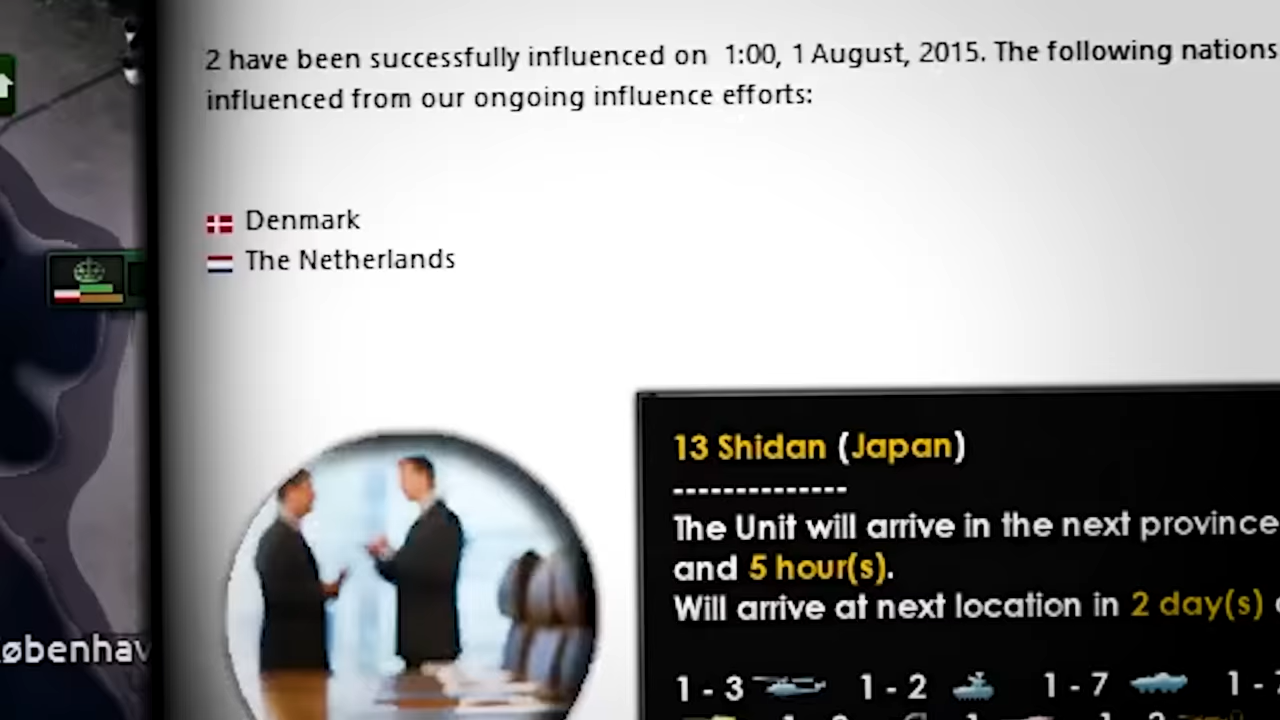 2 have been successfully influenced on 1:00, 1 August, 2015. The following nations
influenced from our ongoing influence efforts:
Denmark
The Netherlands
13 Shidan (Japan)
--------------
The Unit will arrive in the next province
and 5 hour(s).
Will arrive at next location in 2 day(s)
øbenhav
1 - 3 1 - 2 1 - 7 1 -